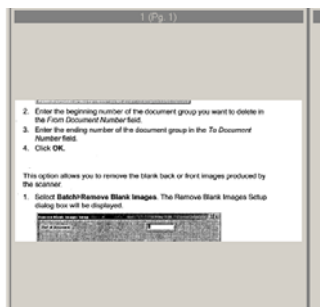 1 (Pg. 1)
2. Enter the beginning number of the document group you want to delete in
the From Document Number field.
3. Enter the ending number of the document group in the To Document
Number field.
4. Click OK.
This option allows you to remove the blank back or front images produced by
the scanner.
1. Select Batch>Remove Blank Images. The Remove Blank Images Setup
dialog box will be displayed.